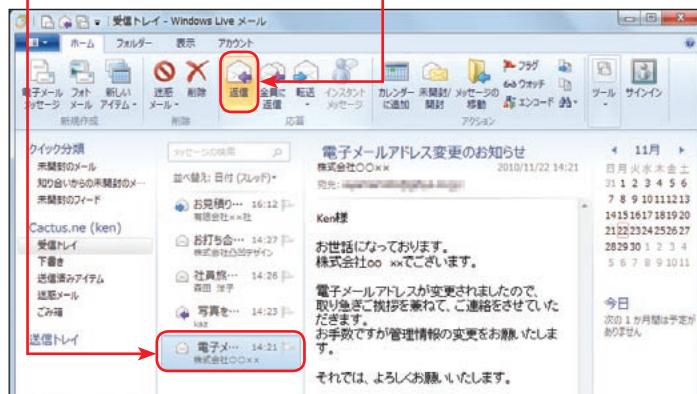 受信トレイ - Windows Live メール
ホーム フォルダー 表示 アカウント
電子メール メッセージ
フォト メール
新しい アイテム
迷惑 メール
削除
返信
全員に 返信
転送
インスタント メッセージ
カレンダー に追加
未開封/ 開封
メッセージの 移動
フラグ
ウォッチ
エンコード
ツール
サインイン
新規作成 削除 応答 アクション
クイック分類
未開封のメール
知り合いからの未開封のメ…
未開封のフィード
Cactus.ne (ken)
受信トレイ
下書き
送信済みアイテム
迷惑メール
ごみ箱
送信トレイ
メッセージの検索
並べ替え: 日付 (スレッド)
お見積り… 16:12
有限会社××社
お打ち合… 14:27
株式会社凸凹デザイン
社員旅… 14:26
森田 洋子
写真を… 14:23
kaz
電子メ… 14:21
株式会社○○××
電子メールアドレス変更のお知らせ
株式会社○○×× 2010/11/22 14:21
宛先:
Ken様
お世話になっております。
株式会社oo ××でございます。
電子メールアドレスが変更されましたので、
取り急ぎご挨拶を兼ねて、ご連絡をさせていた
だきます。
お手数ですが管理情報の変更をお願いいたしま
す。
それでは、よろしくお願いいたします。
11月
日 月 火 水 木 金 土
31 1 2 3 4 5 6
7 8 9 10 11 12 13
14 15 16 17 18 19 20
21 22 23 24 25 26 27
28 29 30 1 2 3 4
5 6 7 8 9 10 11
今日
次の 1 か月間は予定が
ありません